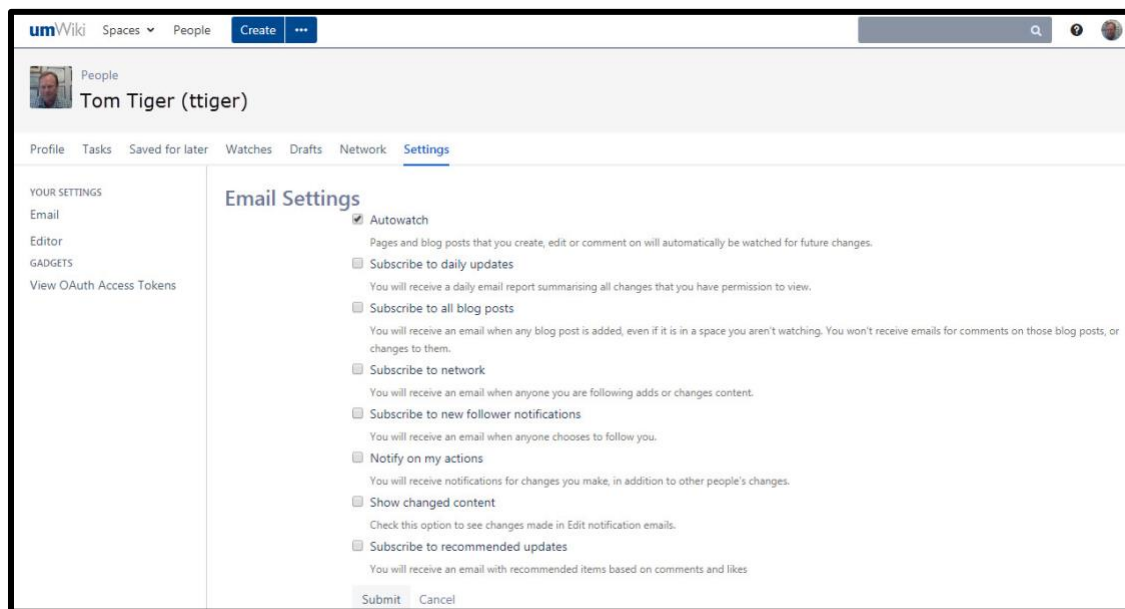 umWiki Spaces People Create •••
People
Tom Tiger (ttiger)
Profile Tasks Saved for later Watches Drafts Network Settings
YOUR SETTINGS
Email
Editor
GADGETS
View OAuth Access Tokens
Email Settings
Autowatch
Pages and blog posts that you create, edit or comment on will automatically be watched for future changes.
Subscribe to daily updates
You will receive a daily email report summarising all changes that you have permission to view.
Subscribe to all blog posts
You will receive an email when any blog post is added, even if it is in a space you aren't watching. You won't receive emails for comments on those blog posts, or
changes to them.
Subscribe to network
You will receive an email when anyone you are following adds or changes content.
Subscribe to new follower notifications
You will receive an email when anyone chooses to follow you.
Notify on my actions
You will receive notifications for changes you make, in addition to other people's changes.
Show changed content
Check this option to see changes made in Edit notification emails.
Subscribe to recommended updates
You will receive an email with recommended items based on comments and likes
Submit Cancel